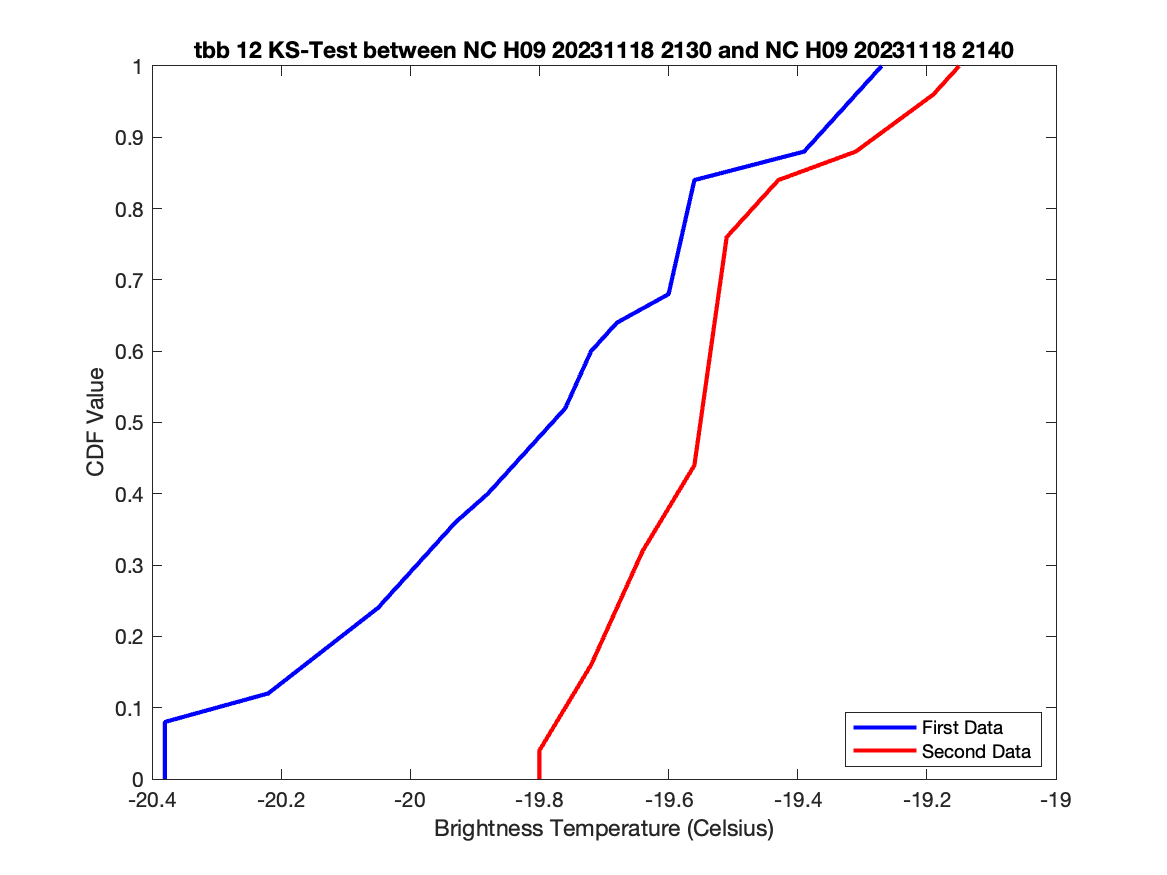 tbb 12 KS-Test between NC H09 20231118 2130 and NC H09 20231118 2140
1
0.9
0.8
0.7
0.6
0.5
0.4
0.3
0.2
0.1
0
CDF Value
First Data
Second Data
-20.4 -20.2 -20 -19.8 -19.6 -19.4 -19.2 -19
Brightness Temperature (Celsius)